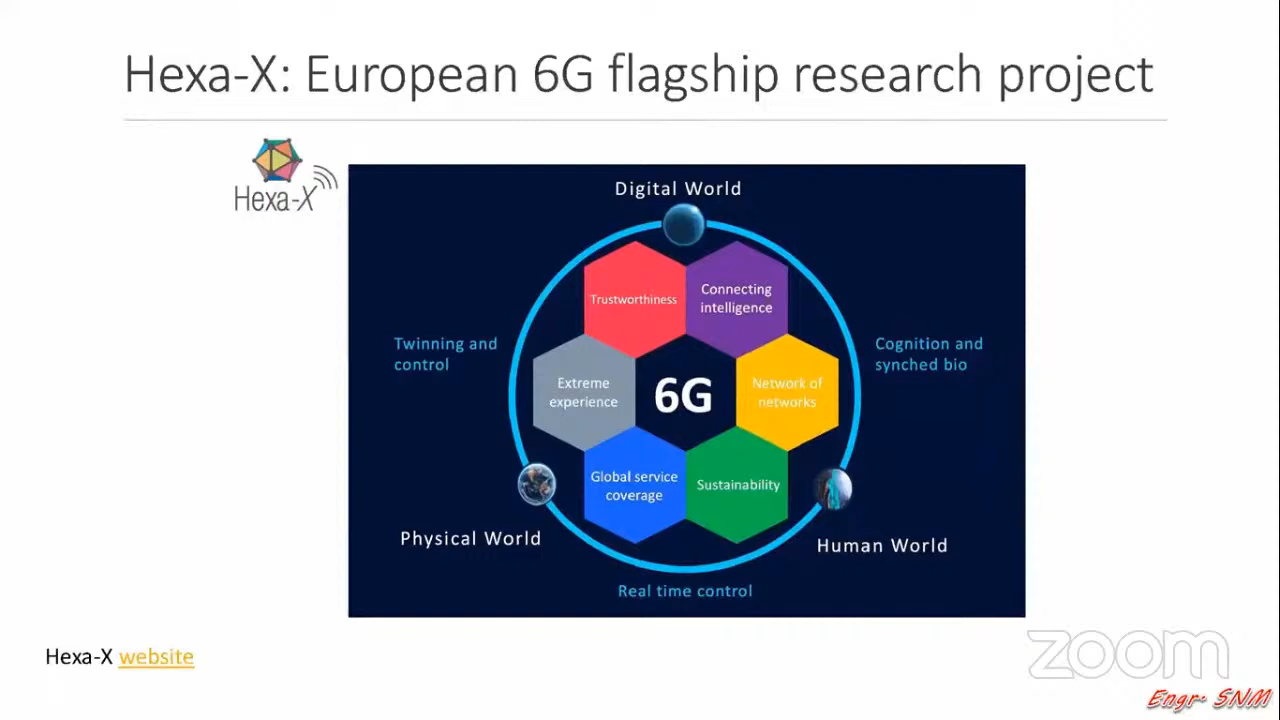 Hexa-X: European 6G flagship research project
Hexa-X
Digital World
Trustworthiness
Connecting
intelligence
Twinning and
control
Cognition and
synched bio
Extreme
experience
6G
Network of
networks
Global service
coverage
Sustainability
Physical World
Human World
Real time control
Hexa-X website
zoom
Engr. SNM